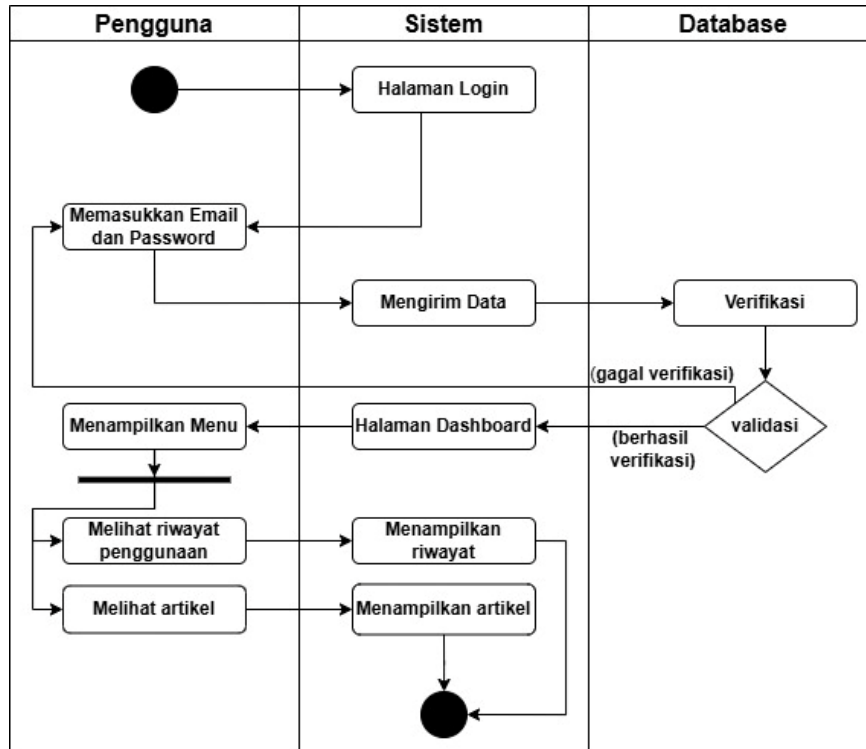 Pengguna
Sistem
Database
Halaman Login
Memasukkan Email
dan Password
Mengirim Data
Verifikasi
(gagal verifikasi)
Menampilkan Menu
Halaman Dashboard
(berhasil
verifikasi)
validasi
Melihat riwayat
penggunaan
Menampilkan
riwayat
Melihat artikel
Menampilkan artikel